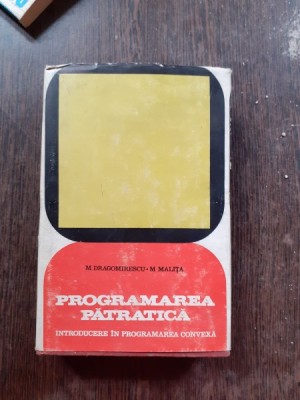 M. DRAGOMIRESCU • M. MALIȚA
PROGRAMAREA
PĂTRATICĂ
INTRODUCERE ÎN PROGRAMAREA CONVEXĂ